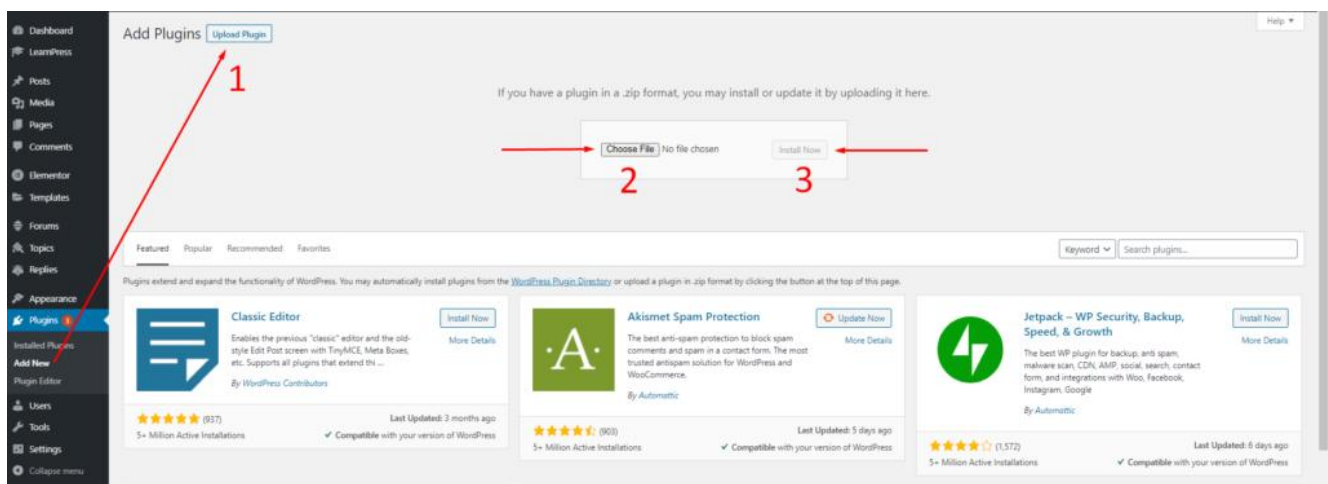 Dashboard
LearnPress
Posts
Media
Pages
Comments
Elementor
Templates
Forums
Topics
Replies
Appearance
Plugins 3
Installed Plugins
Add New
Plugin Editor
Users
Tools
Settings
Collapse menu
Help
Add Plugins Upload Plugin
1
If you have a plugin in a .zip format, you may install or update it by uploading it here.
Choose File No file chosen Install Now
2 3
Featured Popular Recommended Favorites Keyword Search plugins...
Plugins extend and expand the functionality of WordPress. You may automatically install plugins from the WordPress Plugin Directory or upload a plugin in .zip format by clicking the button at the top of this page.
Classic Editor
Install Now
More Details
Enables the previous "classic" editor and the old-
style Edit Post screen with TinyMCE, Meta Boxes,
etc. Supports all plugins that extend thi ...
By WordPress Contributors
(937) Last Updated: 3 months ago
5+ Million Active Installations Compatible with your version of WordPress
·A·
Akismet Spam Protection
Update Now
More Details
The best anti-spam protection to block spam
comments and spam in a contact form. The most
trusted antispam solution for WordPress and
WooCommerce.
By Automattic
(903) Last Updated: 5 days ago
5+ Million Active Installations Compatible with your version of WordPress
Jetpack – WP Security, Backup,
Speed, & Growth
Install Now
More Details
The best WP plugin for backup, anti spam,
malware scan, CDN, AMP, social, search, contact
form, and integrations with Woo, Facebook,
Instagram, Google
By Automattic
(1,572) Last Updated: 6 days ago
5+ Million Active Installations Compatible with your version of WordPress